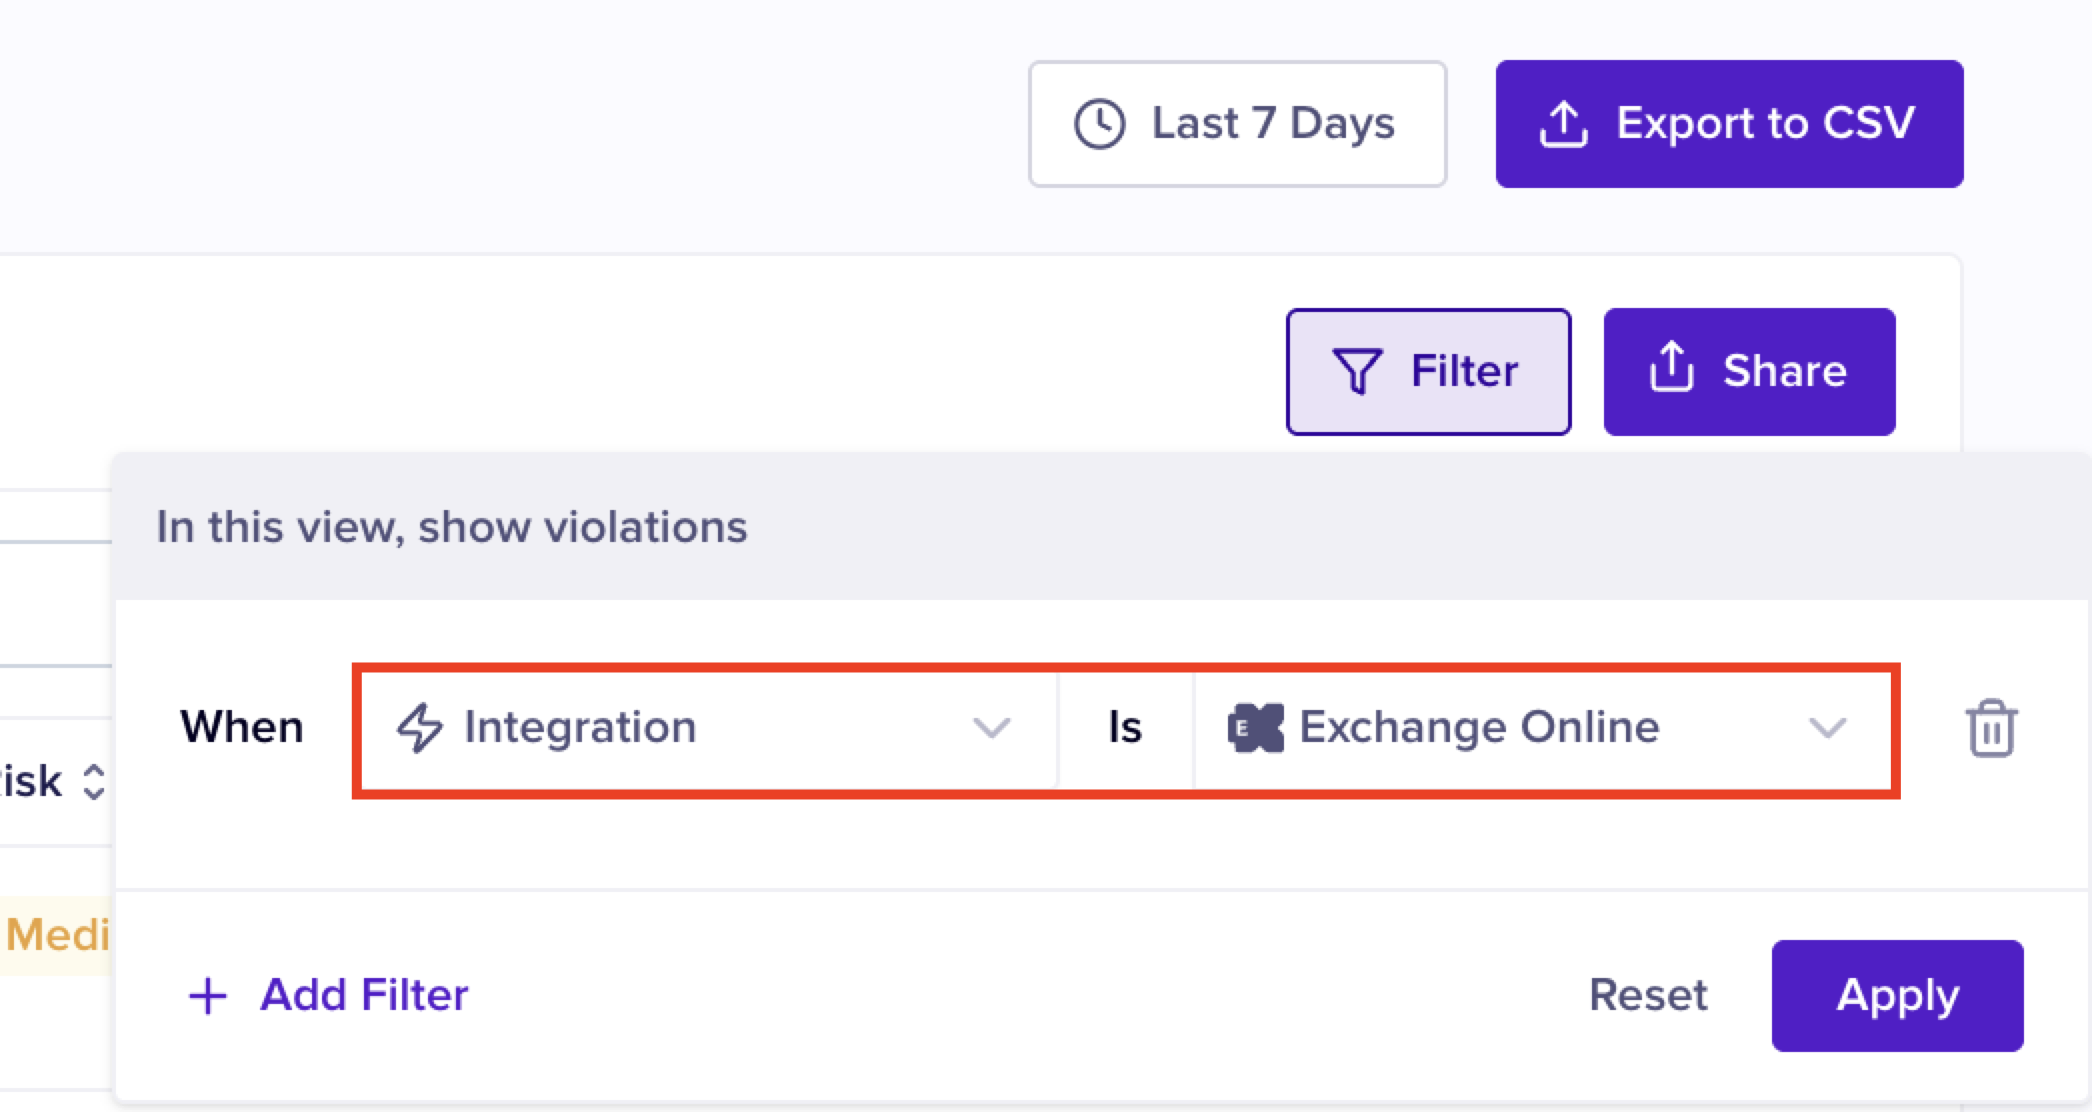 Last 7 Days
Export to CSV
Filter
Share
In this view, show violations
When Integration Is E Exchange Online
isk
Medi
+ Add Filter
Reset
Apply